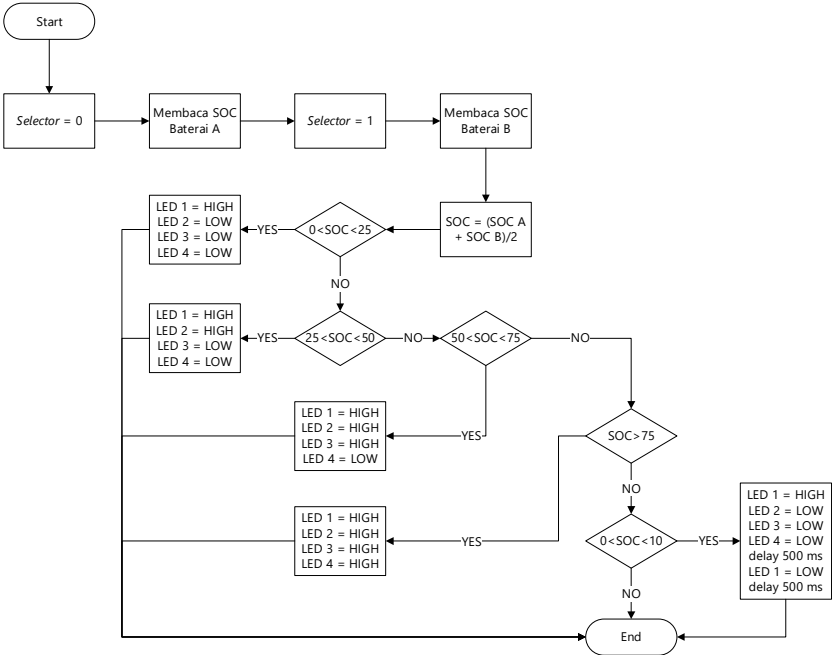 Start
Selector = 0
Membaca SOC
Baterai A
Selector = 1
Membaca SOC
Baterai B
SOC = (SOC A
+ SOC B)/2
0<SOC<25
YES
LED 1 = HIGH
LED 2 = LOW
LED 3 = LOW
LED 4 = LOW
NO
25<SOC<50
YES
LED 1 = HIGH
LED 2 = HIGH
LED 3 = LOW
LED 4 = LOW
NO
50<SOC<75
NO
YES
LED 1 = HIGH
LED 2 = HIGH
LED 3 = HIGH
LED 4 = LOW
SOC>75
YES
LED 1 = HIGH
LED 2 = HIGH
LED 3 = HIGH
LED 4 = HIGH
NO
0<SOC<10
YES
LED 1 = HIGH
LED 2 = LOW
LED 3 = LOW
LED 4 = LOW
delay 500 ms
LED 1 = LOW
delay 500 ms
NO
End